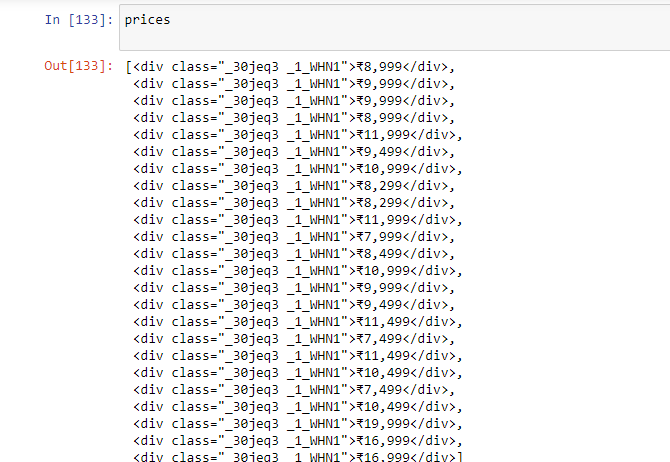 In [133]: prices
Out[133]: [<div class="_30jeq3 _1_WHN1">₹8,999</div>,
<div class="_30jeq3 _1_WHN1">₹9,999</div>,
<div class="_30jeq3 _1_WHN1">₹9,999</div>,
<div class="_30jeq3 _1_WHN1">₹8,999</div>,
<div class="_30jeq3 _1_WHN1">₹11,999</div>,
<div class="_30jeq3 _1_WHN1">₹9,499</div>,
<div class="_30jeq3 _1_WHN1">₹10,999</div>,
<div class="_30jeq3 _1_WHN1">₹8,299</div>,
<div class="_30jeq3 _1_WHN1">₹8,299</div>,
<div class="_30jeq3 _1_WHN1">₹11,999</div>,
<div class="_30jeq3 _1_WHN1">₹7,999</div>,
<div class="_30jeq3 _1_WHN1">₹8,499</div>,
<div class="_30jeq3 _1_WHN1">₹10,999</div>,
<div class="_30jeq3 _1_WHN1">₹9,999</div>,
<div class="_30jeq3 _1_WHN1">₹9,499</div>,
<div class="_30jeq3 _1_WHN1">₹11,499</div>,
<div class="_30jeq3 _1_WHN1">₹7,499</div>,
<div class="_30jeq3 _1_WHN1">₹11,499</div>,
<div class="_30jeq3 _1_WHN1">₹10,499</div>,
<div class="_30jeq3 _1_WHN1">₹7,499</div>,
<div class="_30jeq3 _1_WHN1">₹10,499</div>,
<div class="_30jeq3 _1_WHN1">₹19,999</div>,
<div class="_30jeq3 _1_WHN1">₹16,999</div>,
<div class="_30jeq3 _1_WHN1">₹16,999</div>]